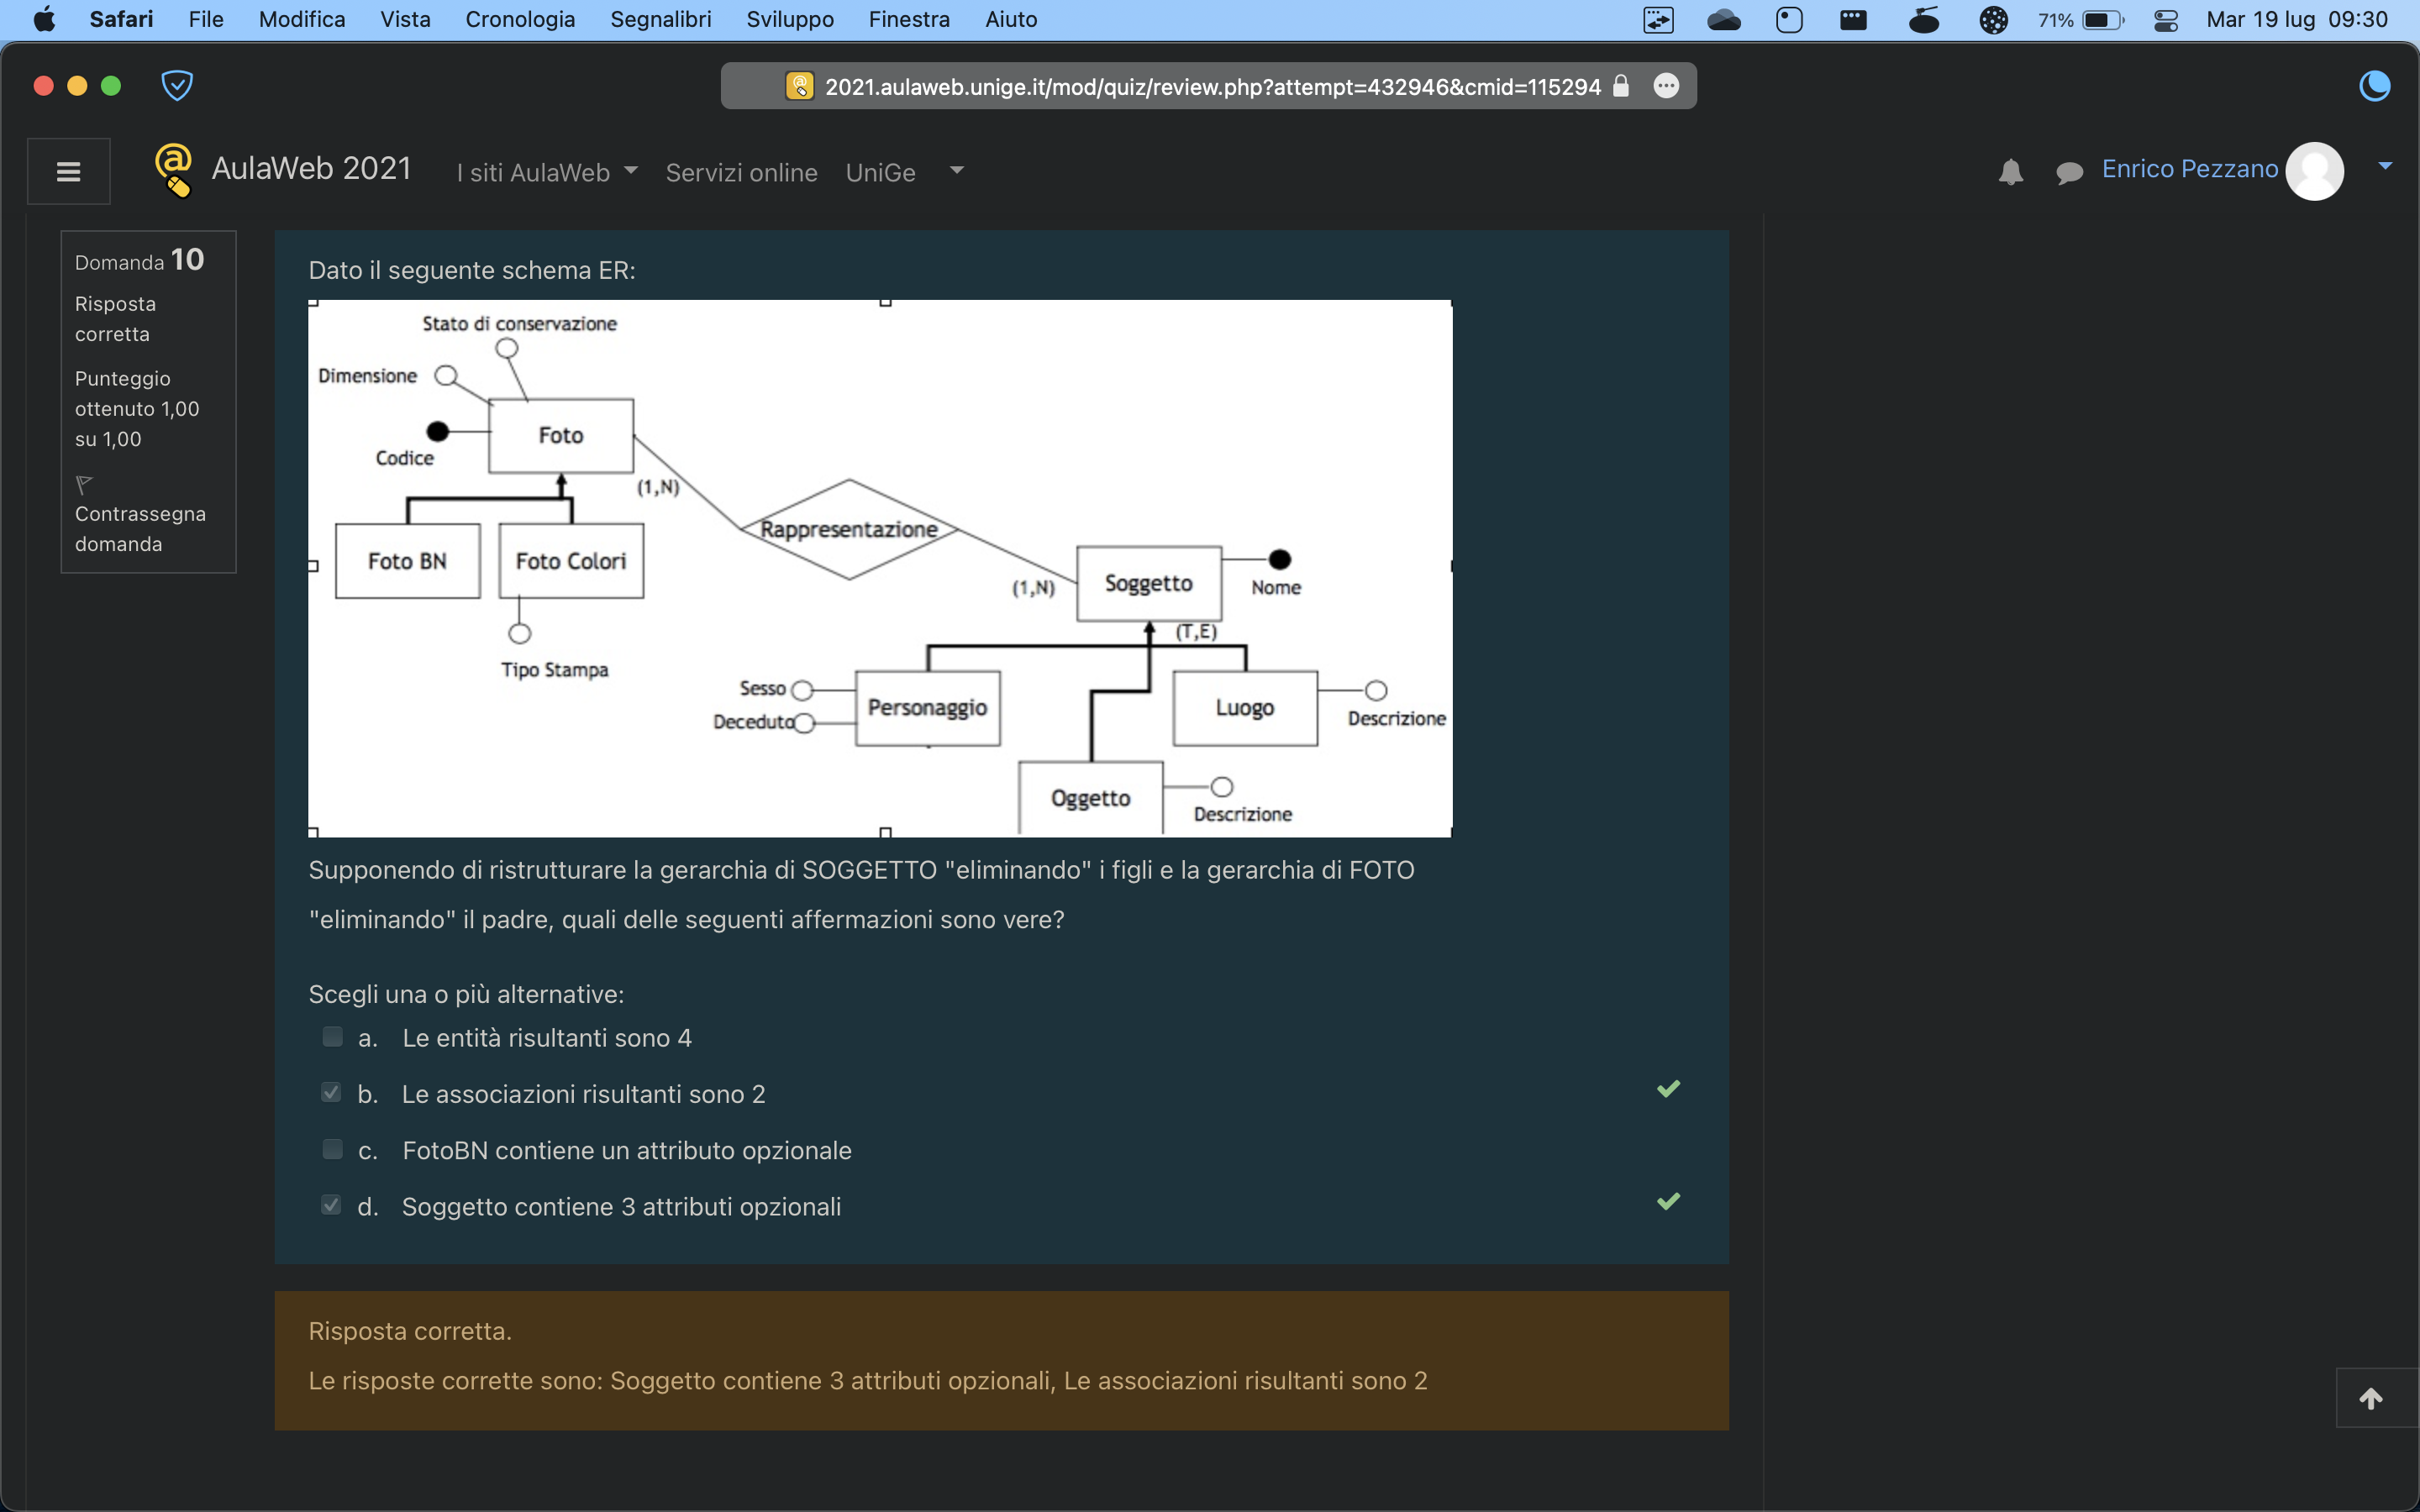 Safari File Modifica Vista Cronologia Segnalibri Sviluppo Finestra Aiuto 71% Mar 19 lug 09:30
2021.aulaweb.unige.it/mod/quiz/review.php?attempt=432946&cmid=115294
AulaWeb 2021 I siti AulaWeb Servizi online UniGe Enrico Pezzano
Domanda 10
Risposta
corretta
Punteggio
ottenuto 1,00
su 1,00
Contrassegna
domanda
Dato il seguente schema ER:
Stato di conservazione
Dimensione
Foto
Codice
(1,N)
Rappresentazione
Foto BN
Foto Colori
Soggetto
(1,N)
Nome
(T,E)
Tipo Stampa
Sesso
Personaggio
Luogo
Deceduto
Descrizione
Oggetto
Descrizione
Supponendo di ristrutturare la gerarchia di SOGGETTO "eliminando" i figli e la gerarchia di FOTO
"eliminando" il padre, quali delle seguenti affermazioni sono vere?
Scegli una o più alternative:
a. Le entità risultanti sono 4
b. Le associazioni risultanti sono 2
c. FotoBN contiene un attributo opzionale
d. Soggetto contiene 3 attributi opzionali
Risposta corretta.
Le risposte corrette sono: Soggetto contiene 3 attributi opzionali, Le associazioni risultanti sono 2